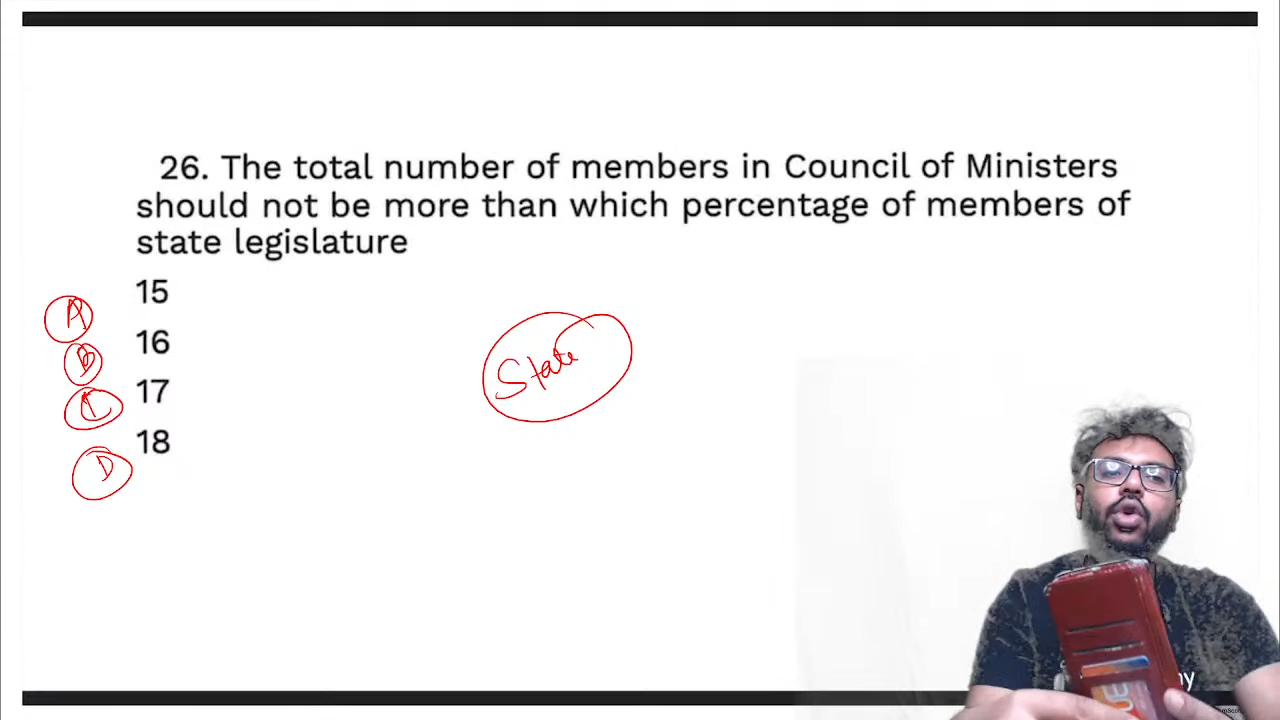 26. The total number of members in Council of Ministers
should not be more than which percentage of members of
state legislature
A 15
B 16
17
D 18
State